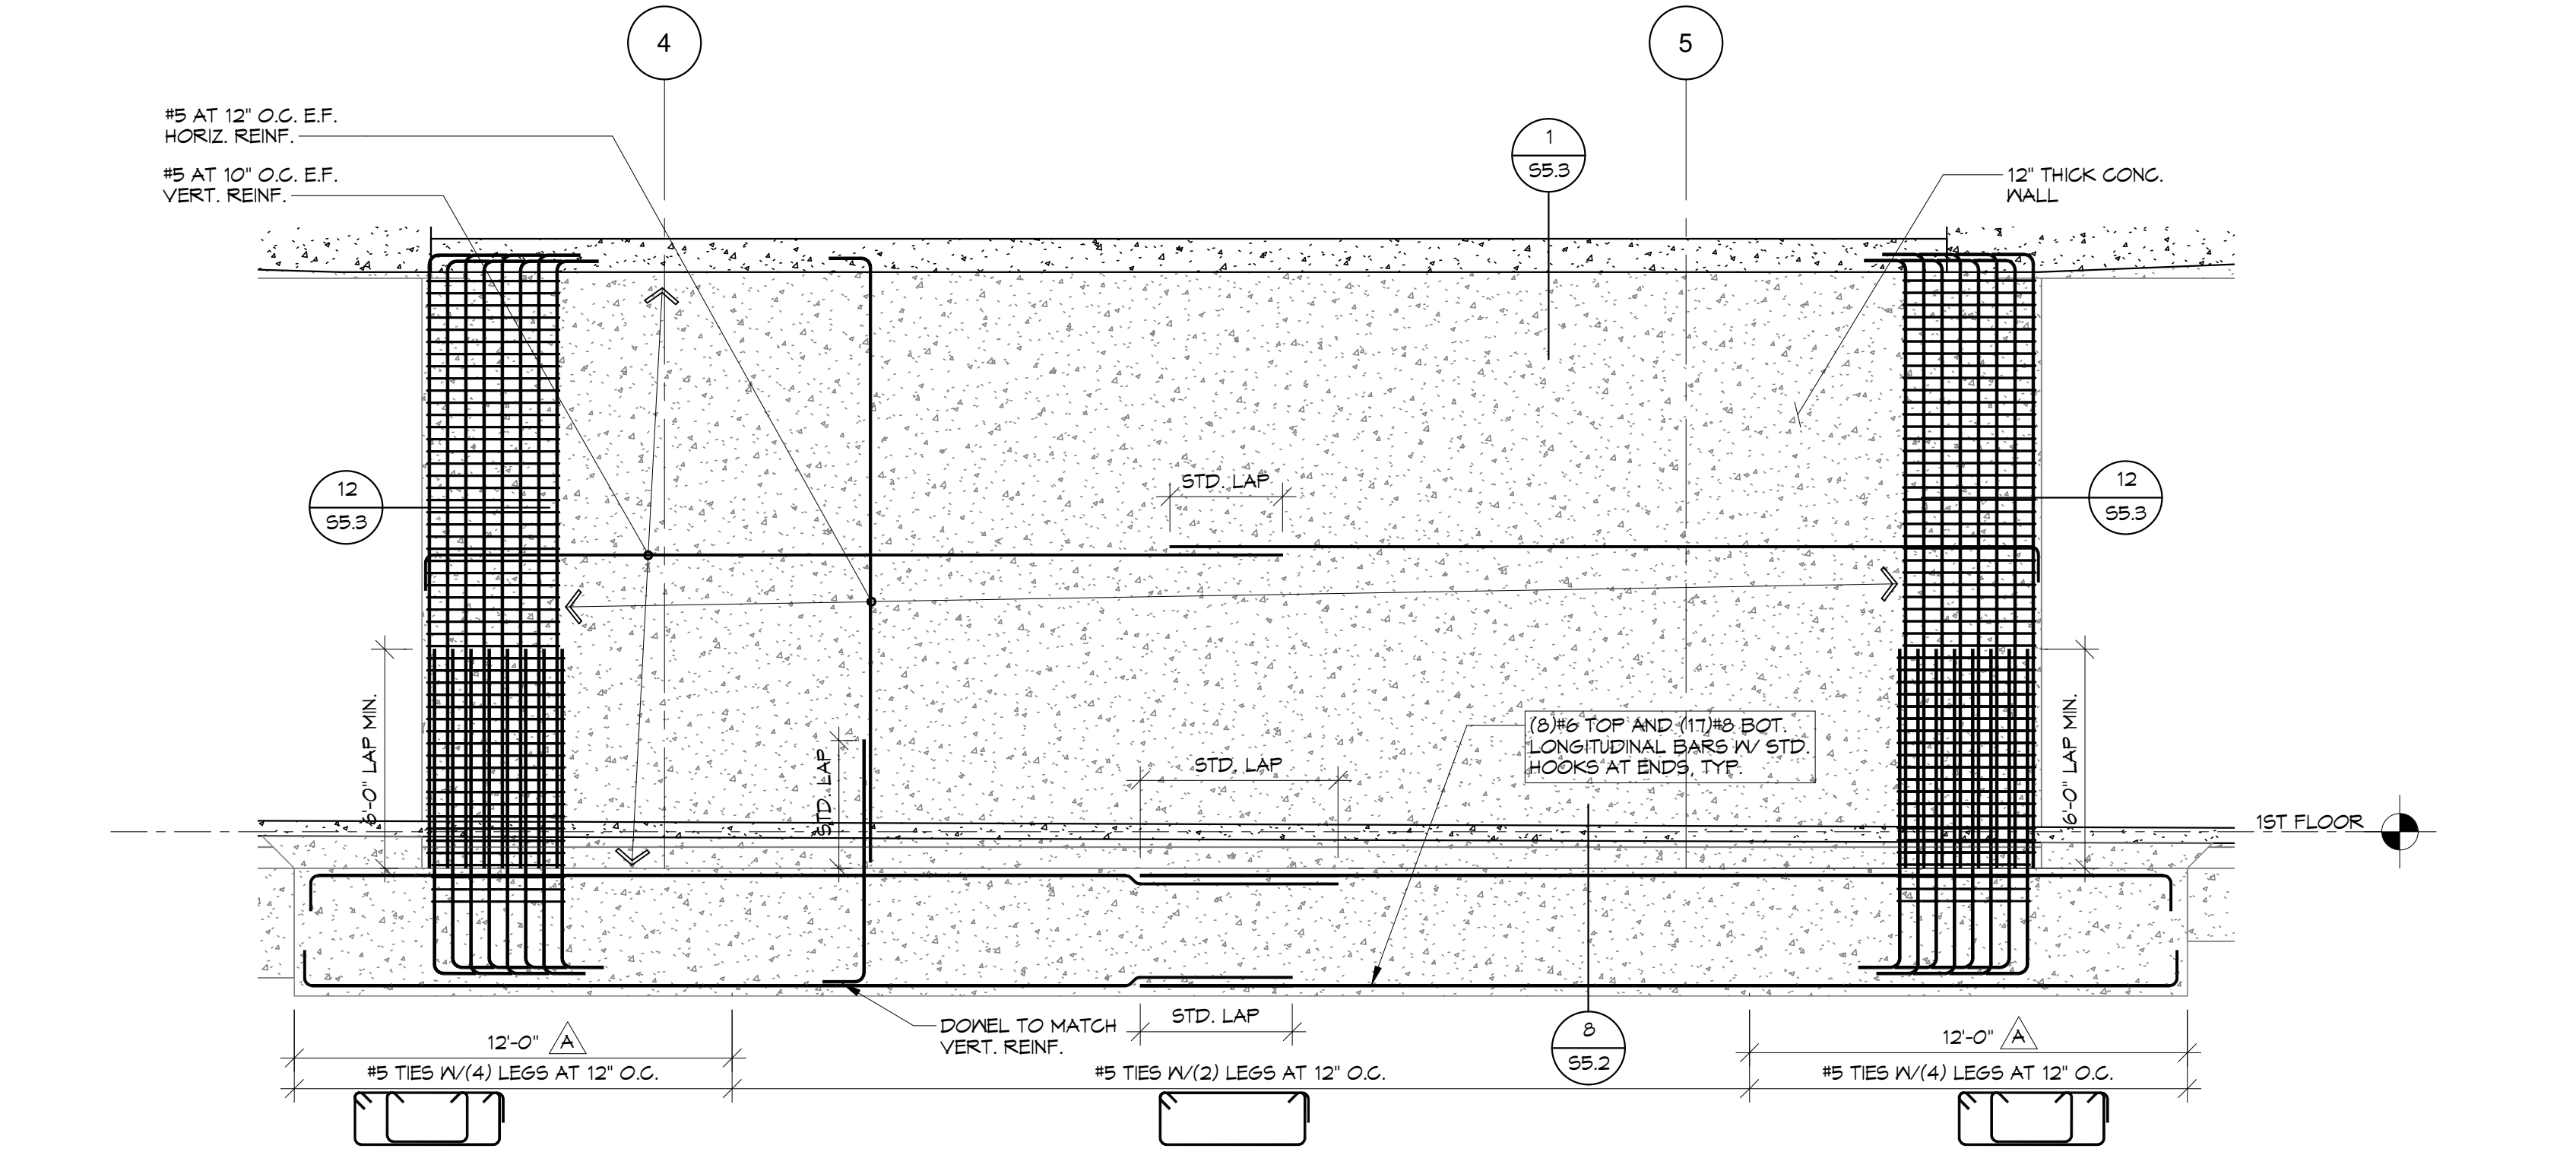 4
5
#5 AT 12" O.C. E.F.
HORIZ. REINF.
#5 AT 10" O.C. E.F.
VERT. REINF.
1
S5.3
12" THICK CONC.
WALL
12
S5.3
STD. LAP
12
S5.3
6'-0" LAP MIN.
STD. LAP
STD. LAP
(8)#6 TOP AND (17)#8 BOT.
LONGITUDINAL BARS W/ STD.
HOOKS AT ENDS, TYP.
6'-0" LAP MIN.
1ST FLOOR
DOWEL TO MATCH
VERT. REINF.
STD. LAP
8
S5.2
12'-0" A
12'-0" A
#5 TIES W/(4) LEGS AT 12" O.C.
#5 TIES W/(2) LEGS AT 12" O.C.
#5 TIES W/(4) LEGS AT 12" O.C.